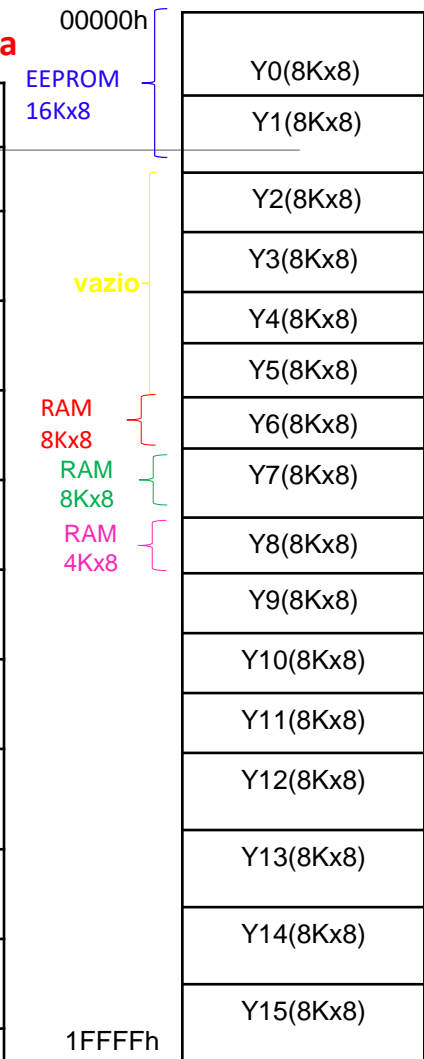 00000h
a
EEPROM
16Kx8
Y0(8Kx8)
Y1(8Kx8)
Y2(8Kx8)
Y3(8Kx8)
vazio
Y4(8Kx8)
Y5(8Kx8)
RAM
8Kx8
Y6(8Kx8)
RAM
8Kx8
Y7(8Kx8)
RAM
4Kx8
Y8(8Kx8)
Y9(8Kx8)
Y10(8Kx8)
Y11(8Kx8)
Y12(8Kx8)
Y13(8Kx8)
Y14(8Kx8)
Y15(8Kx8)
1FFFFh